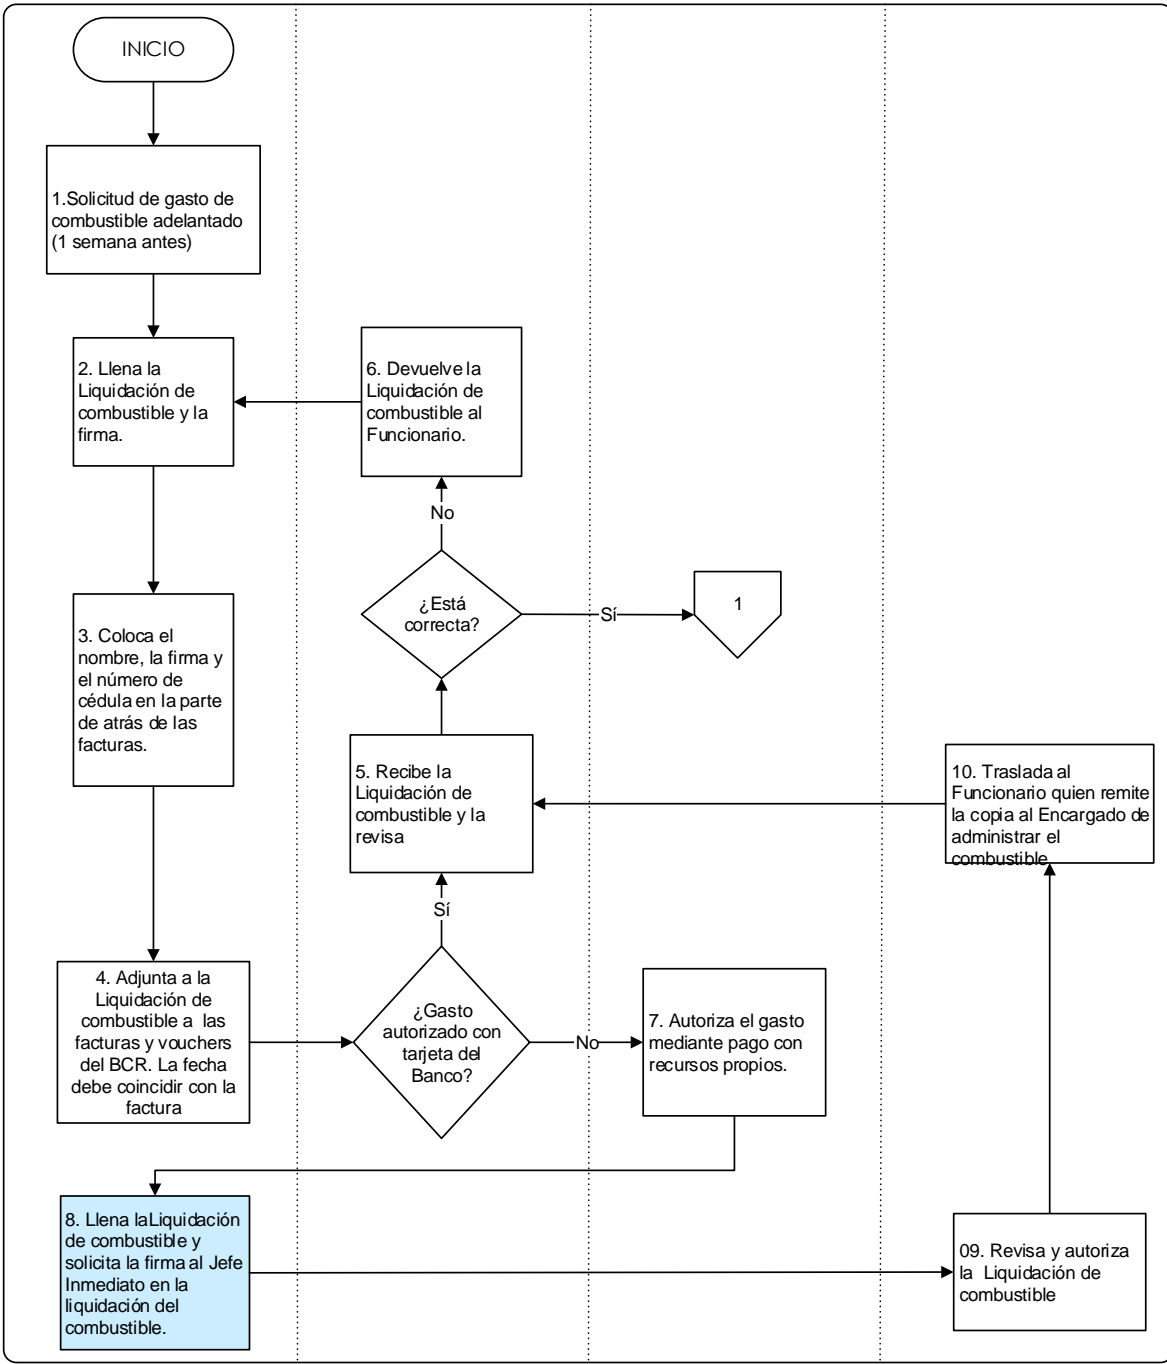 INICIO
1.Solicitud de gasto de
combustible adelantado
(1 semana antes)
2. Llena la
Liquidación de
combustible y la
firma.
6. Devuelve la
Liquidación de
combustible al
Funcionario.
No
¿Está
correcta?
Sí
1
3. Coloca el
nombre, la firma y
el número de
cédula en la parte
de atrás de las
facturas.
5. Recibe la
Liquidación de
combustible y la
revisa
10. Traslada al
Funcionario quien remite
la copia al Encargado de
administrar el
combustible
Sí
4. Adjunta a la
Liquidación de
combustible a las
facturas y vouchers
del BCR. La fecha
debe coincidir con la
factura
¿Gasto
autorizado con
tarjeta del
Banco?
No
7. Autoriza el gasto
mediante pago con
recursos propios.
8. Llena laLiquidación
de combustible y
solicita la firma al Jefe
Inmediato en la
liquidación del
combustible.
09. Revisa y autoriza
la Liquidación de
combustible